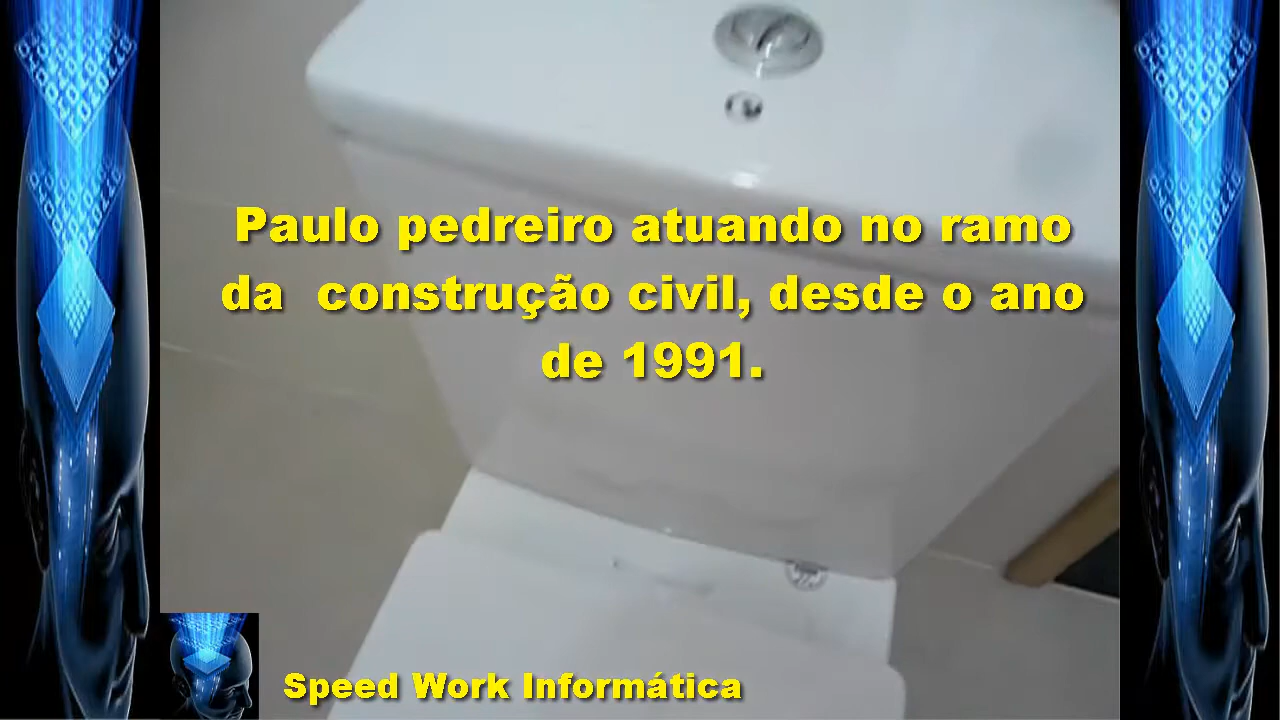 Paulo pedreiro atuando no ramo
da  construção civil, desde o ano
de 1991.
Speed Work Informática